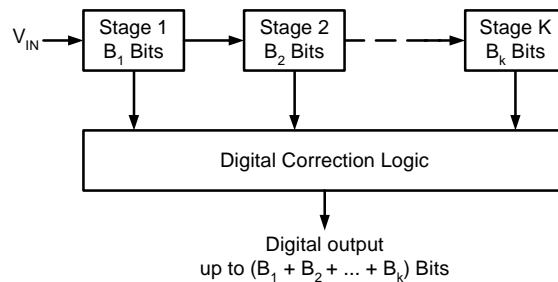 V_IN
Stage 1
B_1 Bits
Stage 2
B_2 Bits
Stage K
B_k Bits
Digital Correction Logic
Digital output
up to (B_1 + B_2 + ... + B_k) Bits